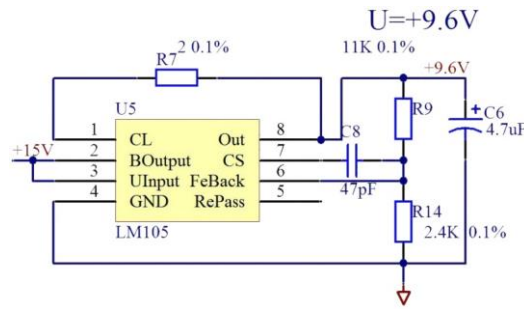 U=+9.6V
R7
2 0.1%
11K 0.1%
+9.6V
U5
R9
C6
4.7uF
+15V
1
CL
Out
8
C8
2
BOutput
CS
7
3
UInput
FeBack
6
47pF
4
GND
RePass
5
LM105
R14
2.4K 0.1%